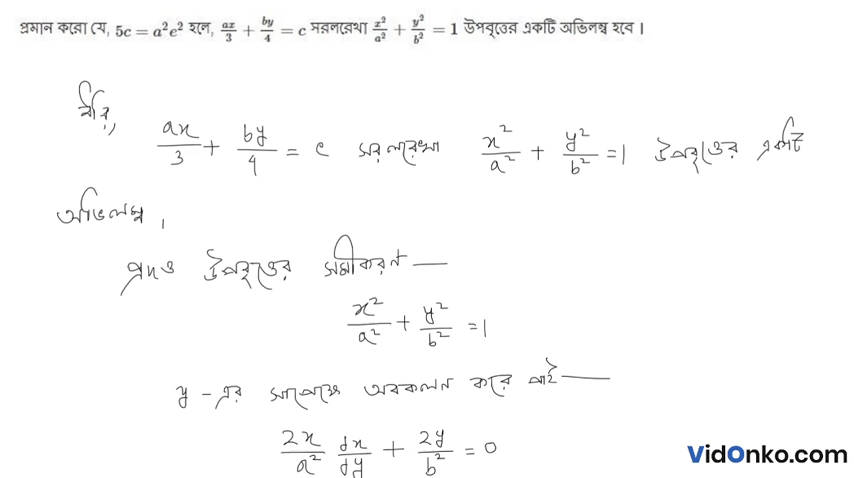 প্রমান করো যে, 5c = a²e² হলে, ax/3 + by/4 = c সরলরেখা x²/a² + y²/b² = 1 উপবৃত্তের একটি অভিলম্ব হবে ।
ধরি,
ax/3 + by/4 = c সরলরেখা x²/a² + y²/b² = 1 উপবৃত্তের একটি
অভিলম্ব ।
প্রদত্ত উপবৃত্তের সমীকরণ —
x²/a² + y²/b² = 1
y - এর সাপেক্ষে অবকলন করে পাই —
2x/a² dx/dy + 2y/b² = 0
VidOnko.com